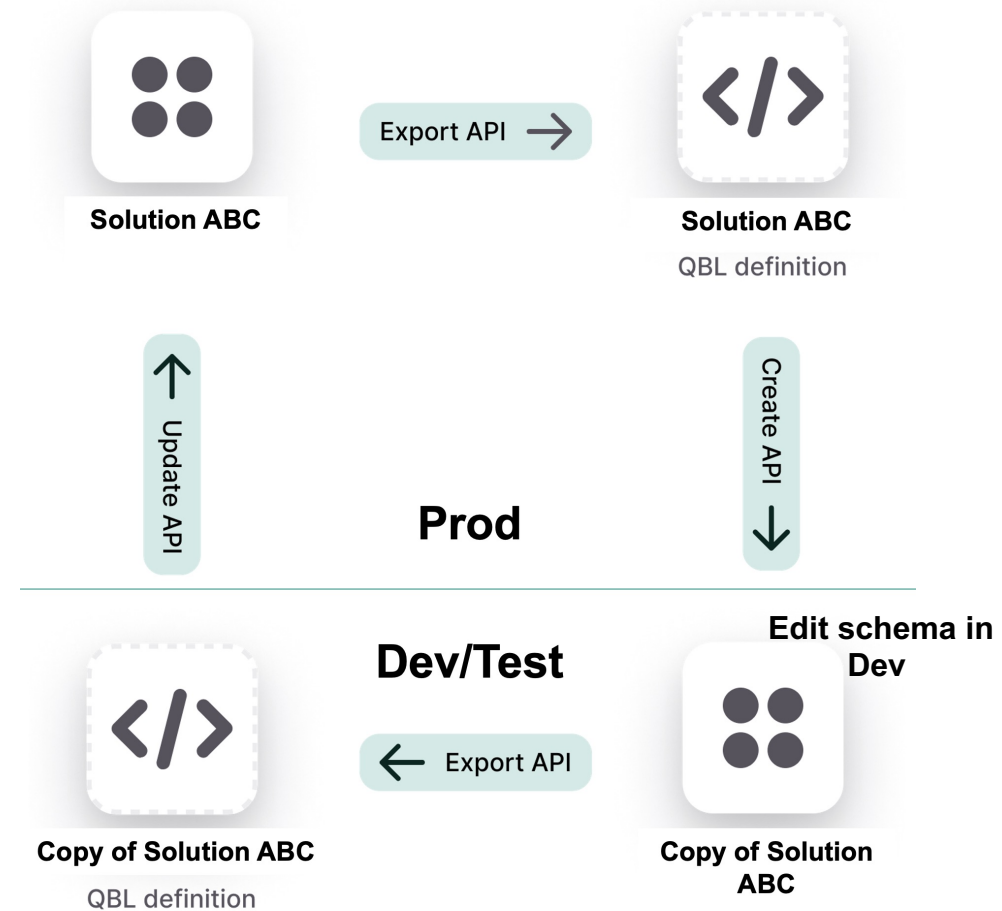 Export API
Solution ABC
Solution ABC
QBL definition
Update API
Create API
Prod
Dev/Test
Edit schema in
Dev
Export API
Copy of Solution ABC
QBL definition
Copy of Solution
ABC